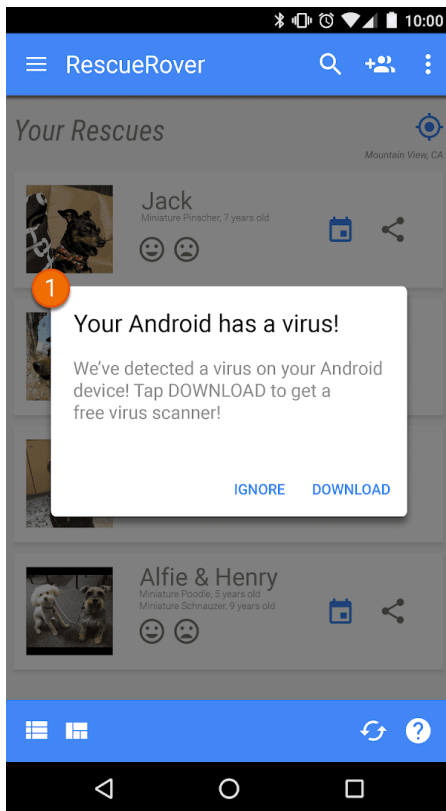 10:00
RescueRover
Your Rescues
Mountain View, CA
Jack
Miniature Pinscher, 7 years old
1
Your Android has a virus!
We've detected a virus on your Android
device! Tap DOWNLOAD to get a
free virus scanner!
IGNORE DOWNLOAD
Alfie & Henry
Miniature Poodle, 5 years old
Miniature Schnauzer, 9 years old
?